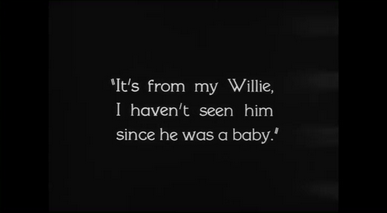 "It's from my Willie,
I haven't seen him
since he was a baby."